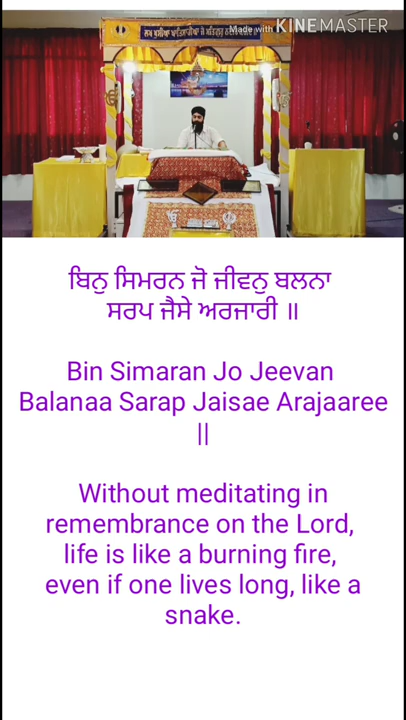 Made with KINEMASTER
ਬਿਨੁ ਸਿਮਰਨ ਜੋ ਜੀਵਨੁ ਬਲਨਾ
ਸਰਪ ਜੈਸੇ ਅਰਜਾਰੀ ॥
Bin Simaran Jo Jeevan
Balanaa Sarap Jaisae Arajaaree
||
Without meditating in
remembrance on the Lord,
life is like a burning fire,
even if one lives long, like a
snake.